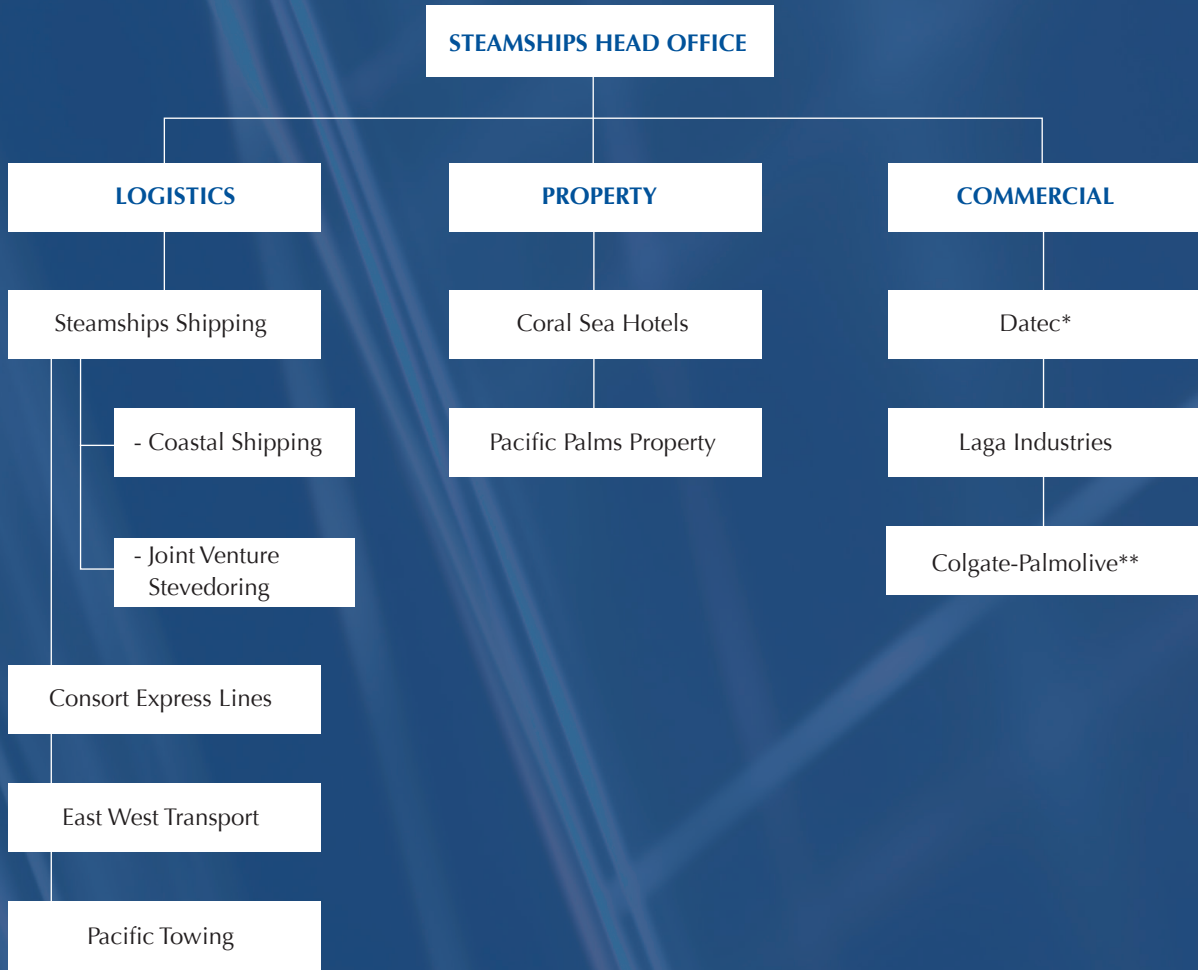 STEAMSHIPS HEAD OFFICE
LOGISTICS
PROPERTY
COMMERCIAL
Steamships Shipping
Coral Sea Hotels
Datec*
- Coastal Shipping
Pacific Palms Property
Laga Industries
- Joint Venture
Stevedoring
Colgate-Palmolive**
Consort Express Lines
East West Transport
Pacific Towing